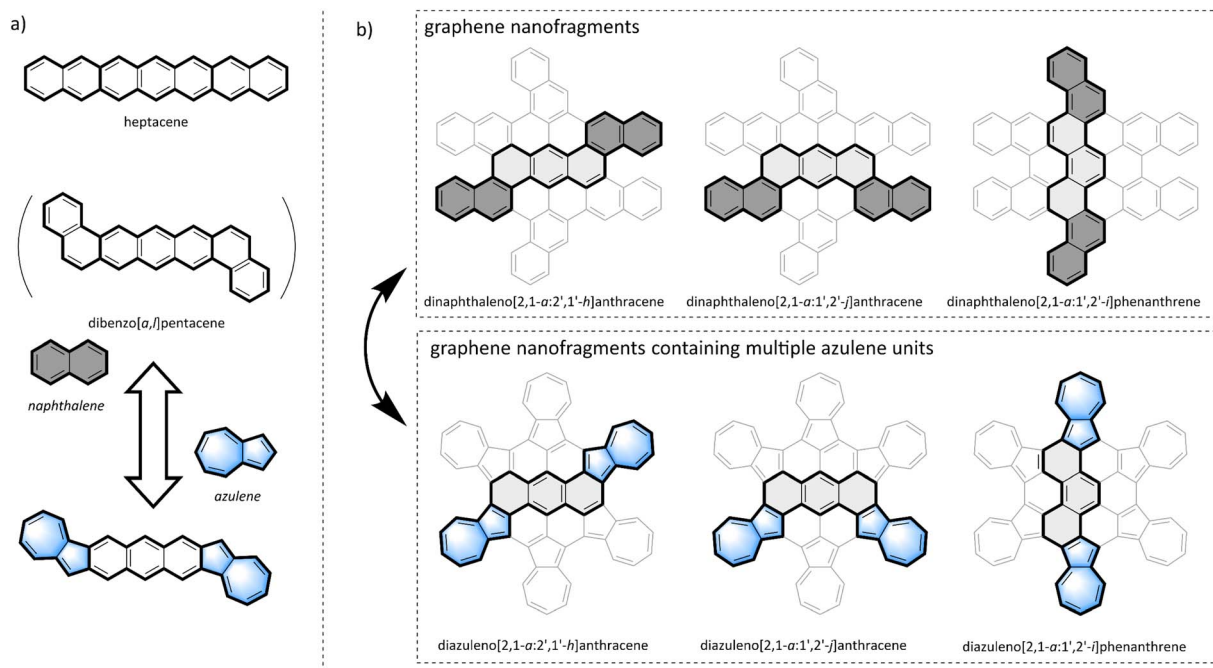 a)
heptacene
dibenzo[a,l]pentacene
naphthalene
azulene
b)
graphene nanofragments
dinaphthaleno[2,1-a:2',1'-h]anthracene
dinaphthaleno[2,1-a:1',2'-j]anthracene
dinaphthaleno[2,1-a:1',2'-i]phenanthrene
graphene nanofragments containing multiple azulene units
diazuleno[2,1-a:2',1'-h]anthracene
diazuleno[2,1-a:1',2'-j]anthracene
diazuleno[2,1-a:1',2'-i]phenanthrene